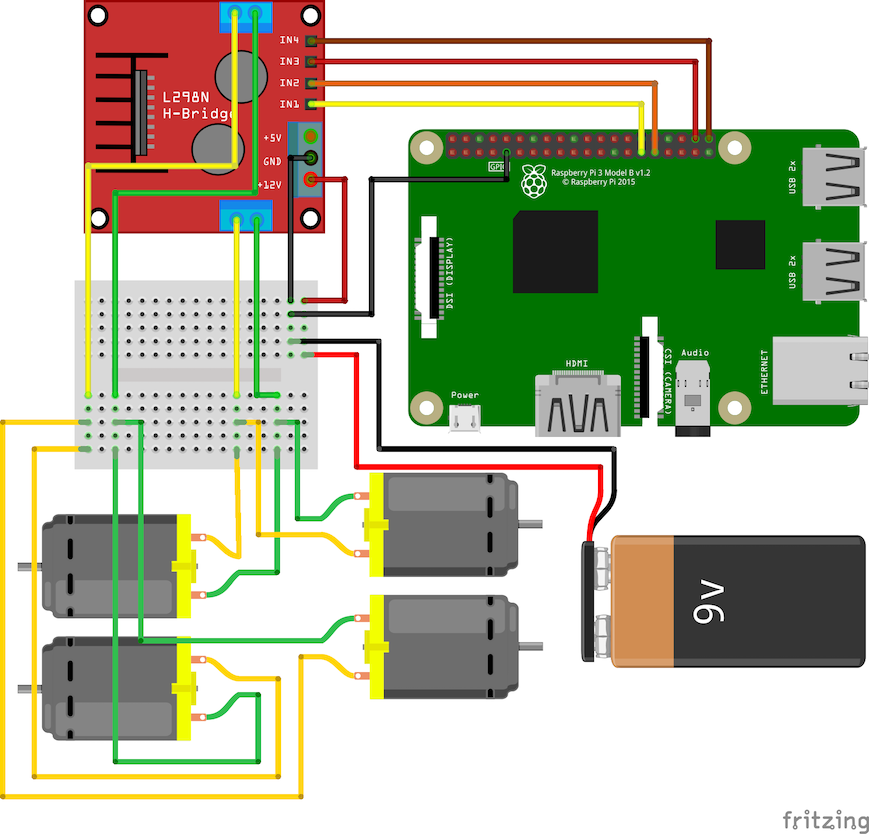 IN4
IN3
IN2
IN1
L298N
H-Bridge
+5V
GND
+12V
GPIO
Raspberry Pi 3 Model B v1.2
© Raspberry Pi 2015
USB 2x
USB 2x
DSI (DISPLAY)
ETHERNET
CSI (CAMERA)
Audio
HDMI
Power
9v
fritzing